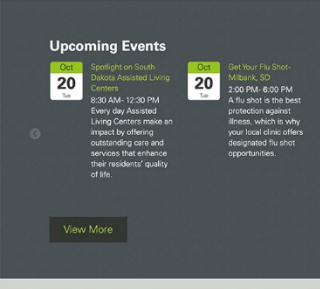 Upcoming Events
Oct
20
Tue
Spotlight on South
Dakota Assisted Living
Centers
8:30 AM- 12:30 PM
Every day Assisted
Living Centers make an
impact by offering
outstanding care and
services that enhance
their residents' quality
of life.
Oct
20
Tue
Get Your Flu Shot-
Milbank, SD
2:00 PM- 6:00 PM
A flu shot is the best
protection against
illness, which is why
your local clinic offers
designated flu shot
opportunities.
View More